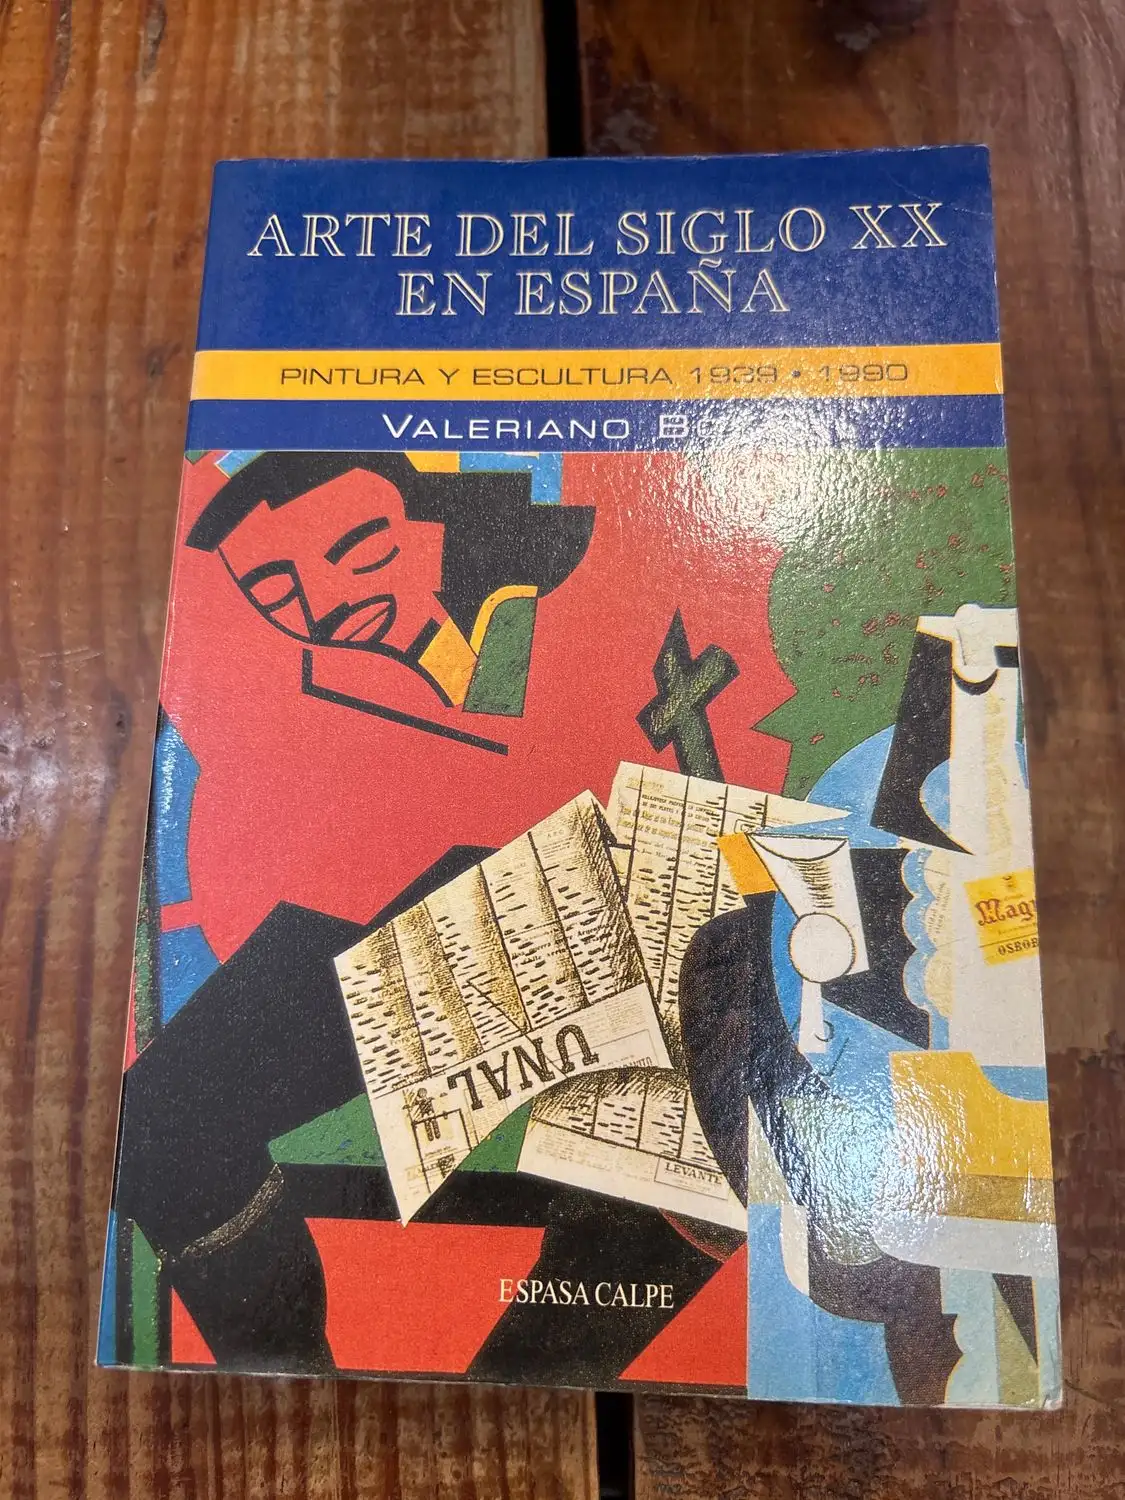 ARTE DEL SIGLO XX
EN ESPAÑA
PINTURA Y ESCULTURA 1939 • 1990
VALERIANO
UNAL
LEVANTE
ESPASA CALPE